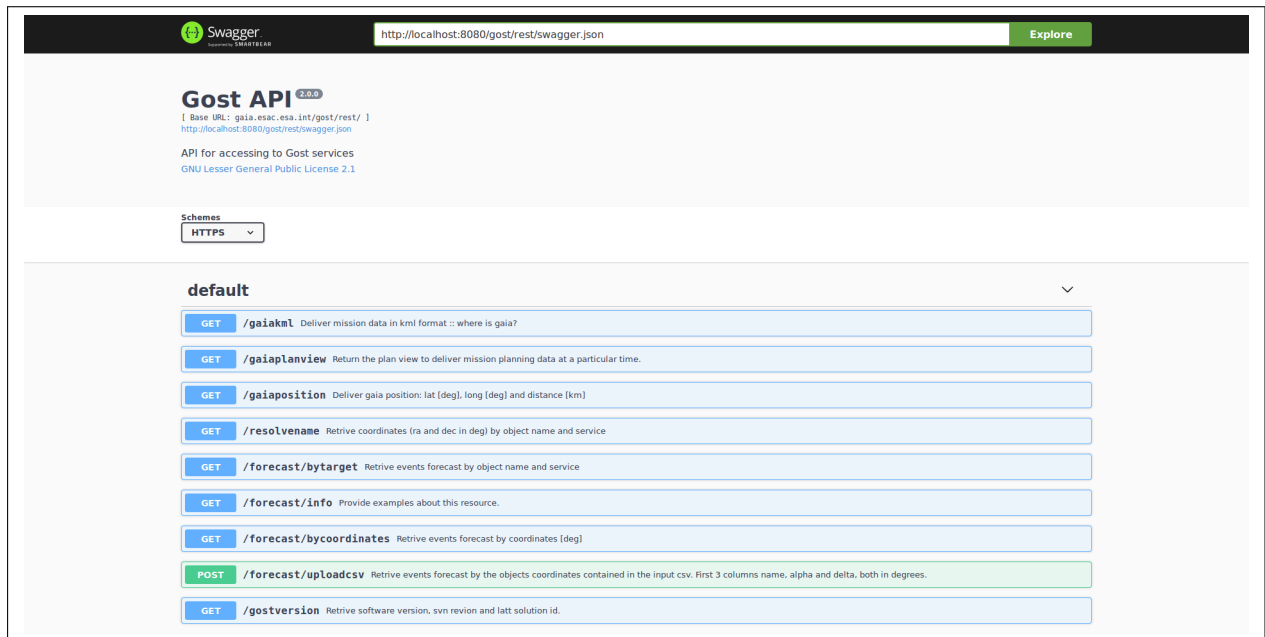 Swagger.
Supported by SMARTBEAR
http://localhost:8080/gost/rest/swagger.json
Explore
Gost API 2.0.0
[ Base URL: gaia.esac.esa.int/gost/rest/ ]
http://localhost:8080/gost/rest/swagger.json
API for accessing to Gost services
GNU Lesser General Public License 2.1
Schemes
HTTPS
default
GET /gaiakml Deliver mission data in kml format :: where is gaia?
GET /gaiaplanview Return the plan view to deliver mission planning data at a particular time.
GET /gaiaposition Deliver gaia position: lat [deg], long [deg] and distance [km]
GET /resolvename Retrive coordinates (ra and dec in deg) by object name and service
GET /forecast/bytarget Retrive events forecast by object name and service
GET /forecast/info Provide examples about this resource.
GET /forecast/bycoordinates Retrive events forecast by coordinates [deg]
POST /forecast/uploadcsv Retrive events forecast by the objects coordinates contained in the input csv. First 3 columns name, alpha and delta, both in degrees.
GET /gostversion Retrive software version, svn revion and latt solution id.